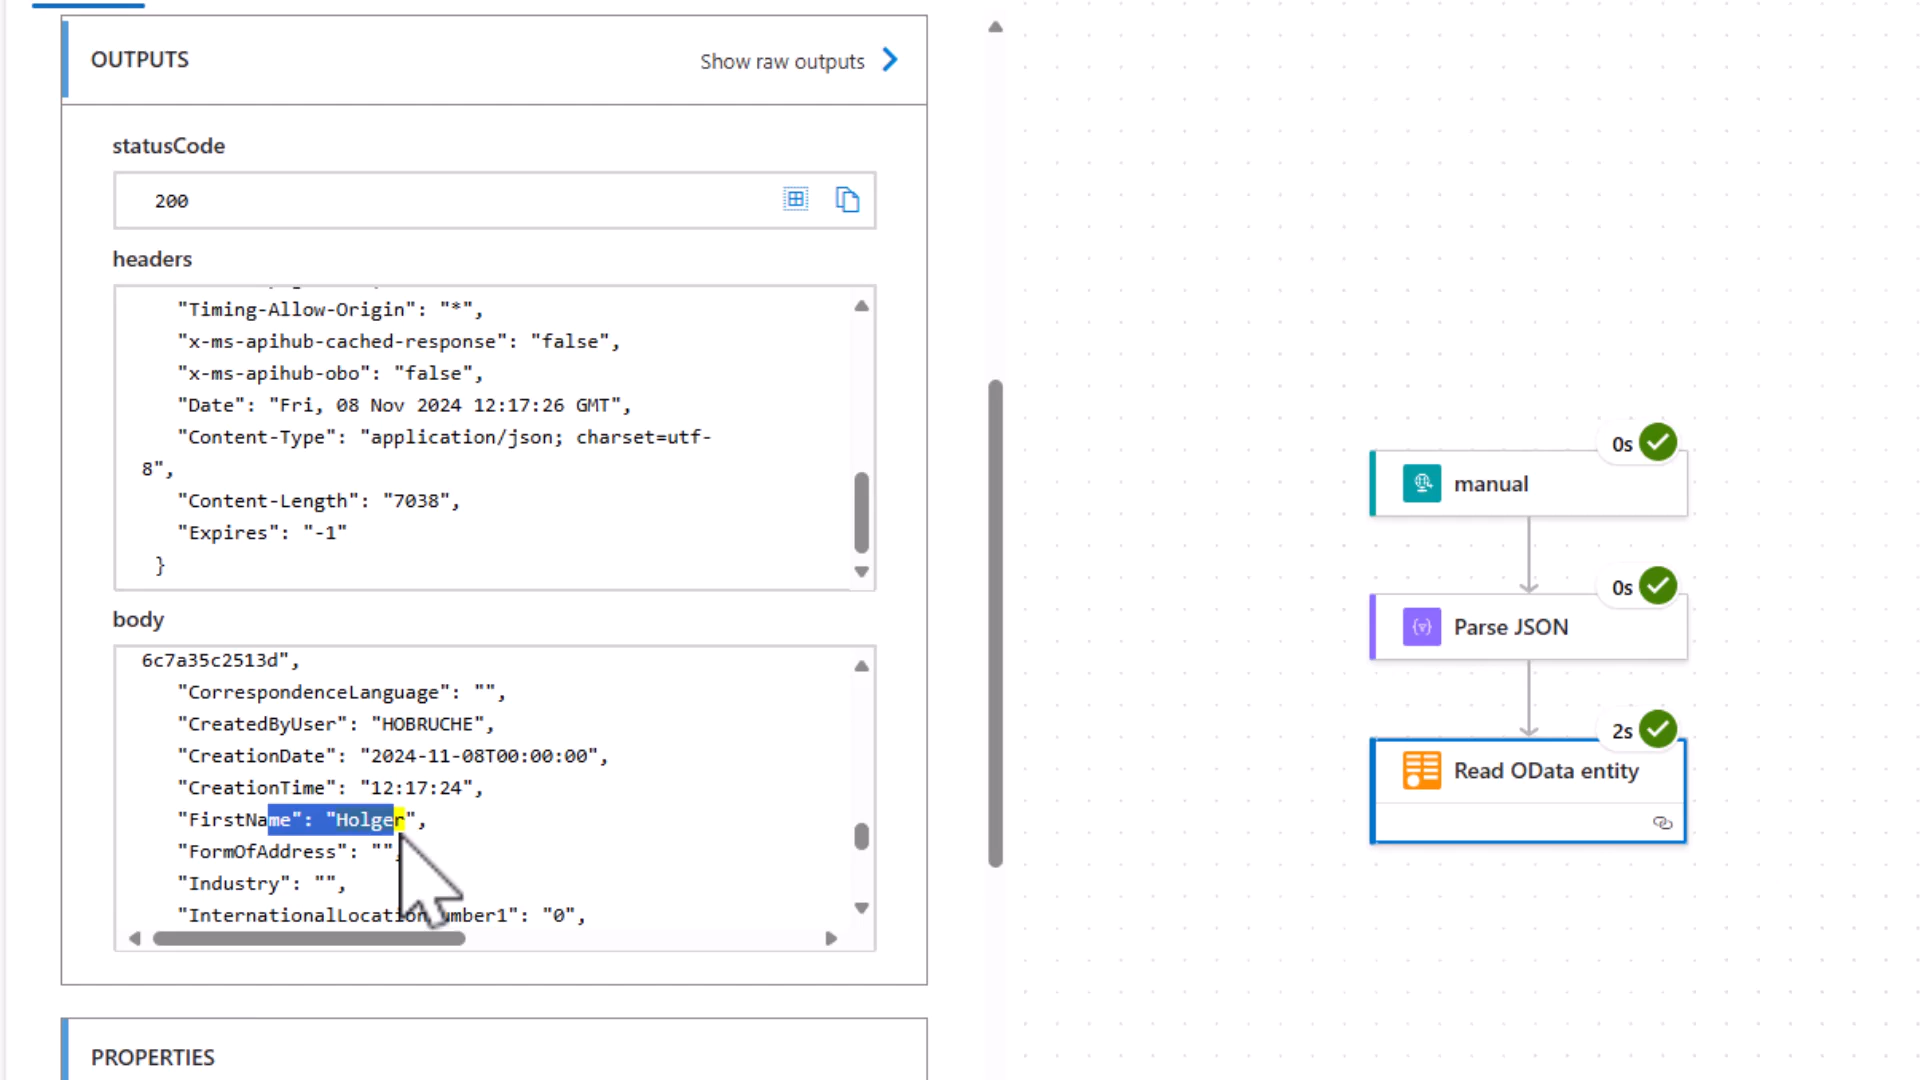 OUTPUTS
Show raw outputs
statusCode
200
headers
"Timing-Allow-Origin": "*",
"x-ms-apihub-cached-response": "false",
"x-ms-apihub-obo": "false",
"Date": "Fri, 08 Nov 2024 12:17:26 GMT",
"Content-Type": "application/json; charset=utf-
8",
"Content-Length": "7038",
"Expires": "-1"
}
body
6c7a35c2513d",
"CorrespondenceLanguage": "",
"CreatedByUser": "HOBRUCHE",
"CreationDate": "2024-11-08T00:00:00",
"CreationTime": "12:17:24",
"FirstName": "Holger",
"FormOfAddress": "",
"Industry": "",
"InternationalLocationNumber1": "0",
PROPERTIES
0s
manual
0s
Parse JSON
2s
Read OData entity